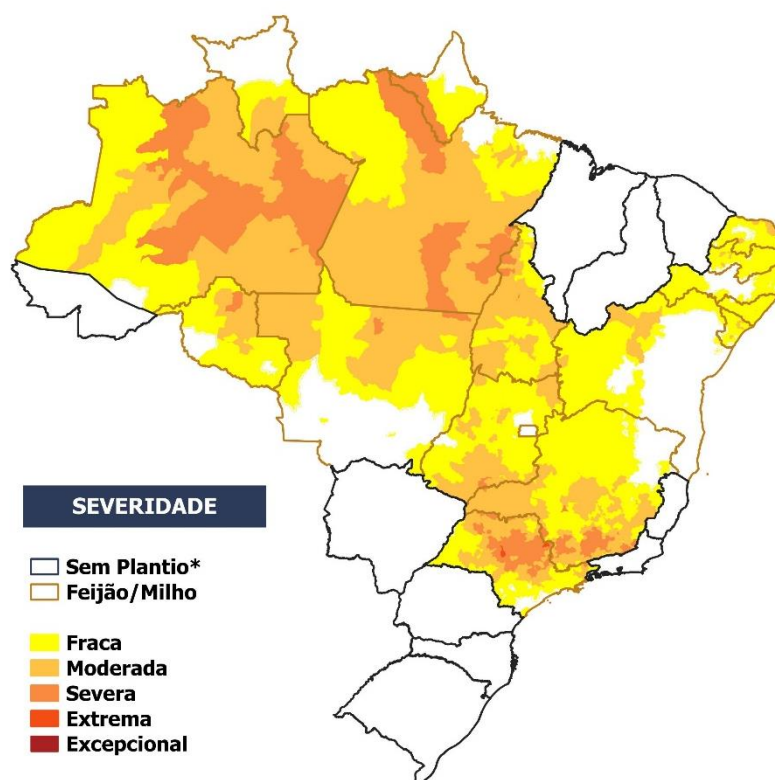 SEVERIDADE
Sem Plantio*
Feijão/Milho
Fraca
Moderada
Severa
Extrema
Excepcional